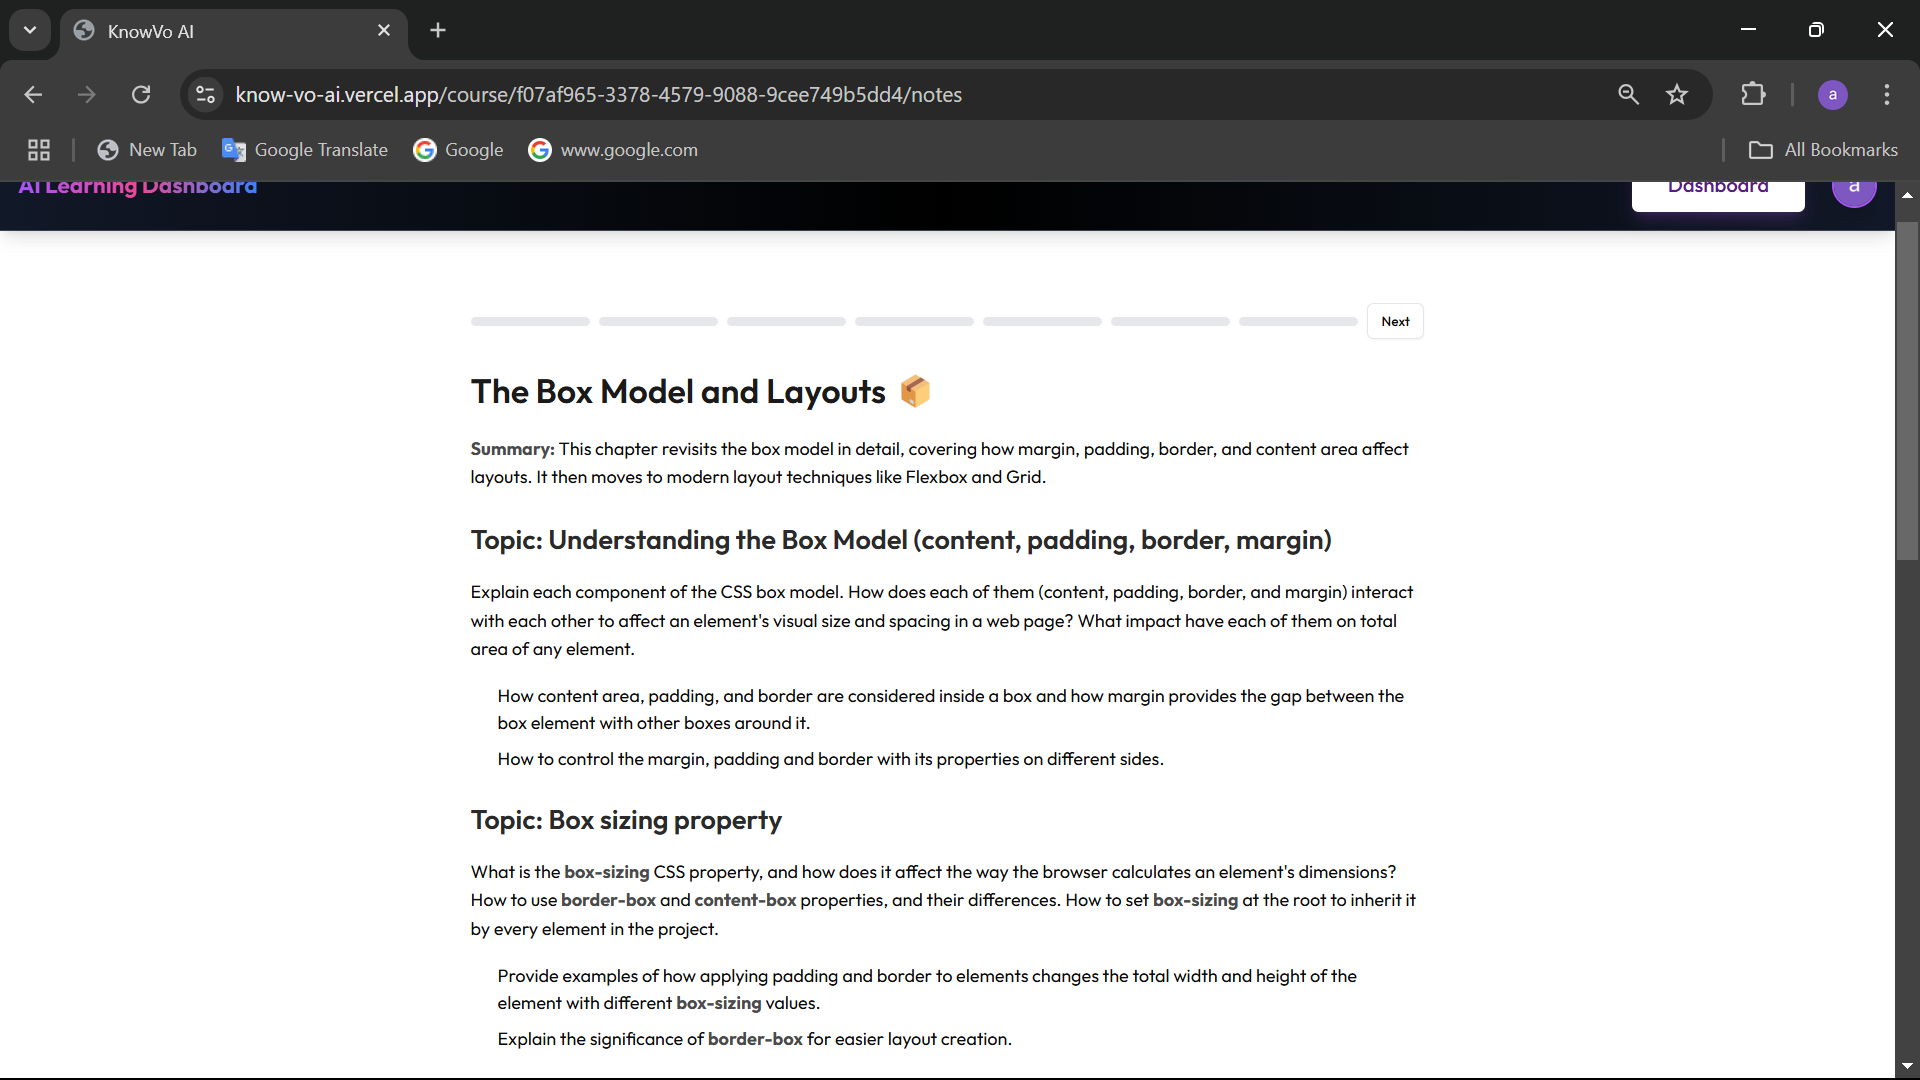 KnowVo AI
know-vo-ai.vercel.app/course/f07af965-3378-4579-9088-9cee749b5dd4/notes
a
New Tab
Google Translate
Google
www.google.com
All Bookmarks
AI Learning Dashboard
Dashboard
a
Next
The Box Model and Layouts 📦
Summary: This chapter revisits the box model in detail, covering how margin, padding, border, and content area affect
layouts. It then moves to modern layout techniques like Flexbox and Grid.
Topic: Understanding the Box Model (content, padding, border, margin)
Explain each component of the CSS box model. How does each of them (content, padding, border, and margin) interact
with each other to affect an element's visual size and spacing in a web page? What impact have each of them on total
area of any element.
How content area, padding, and border are considered inside a box and how margin provides the gap between the
box element with other boxes around it.
How to control the margin, padding and border with its properties on different sides.
Topic: Box sizing property
What is the box-sizing CSS property, and how does it affect the way the browser calculates an element's dimensions?
How to use border-box and content-box properties, and their differences. How to set box-sizing at the root to inherit it
by every element in the project.
Provide examples of how applying padding and border to elements changes the total width and height of the
element with different box-sizing values.
Explain the significance of border-box for easier layout creation.